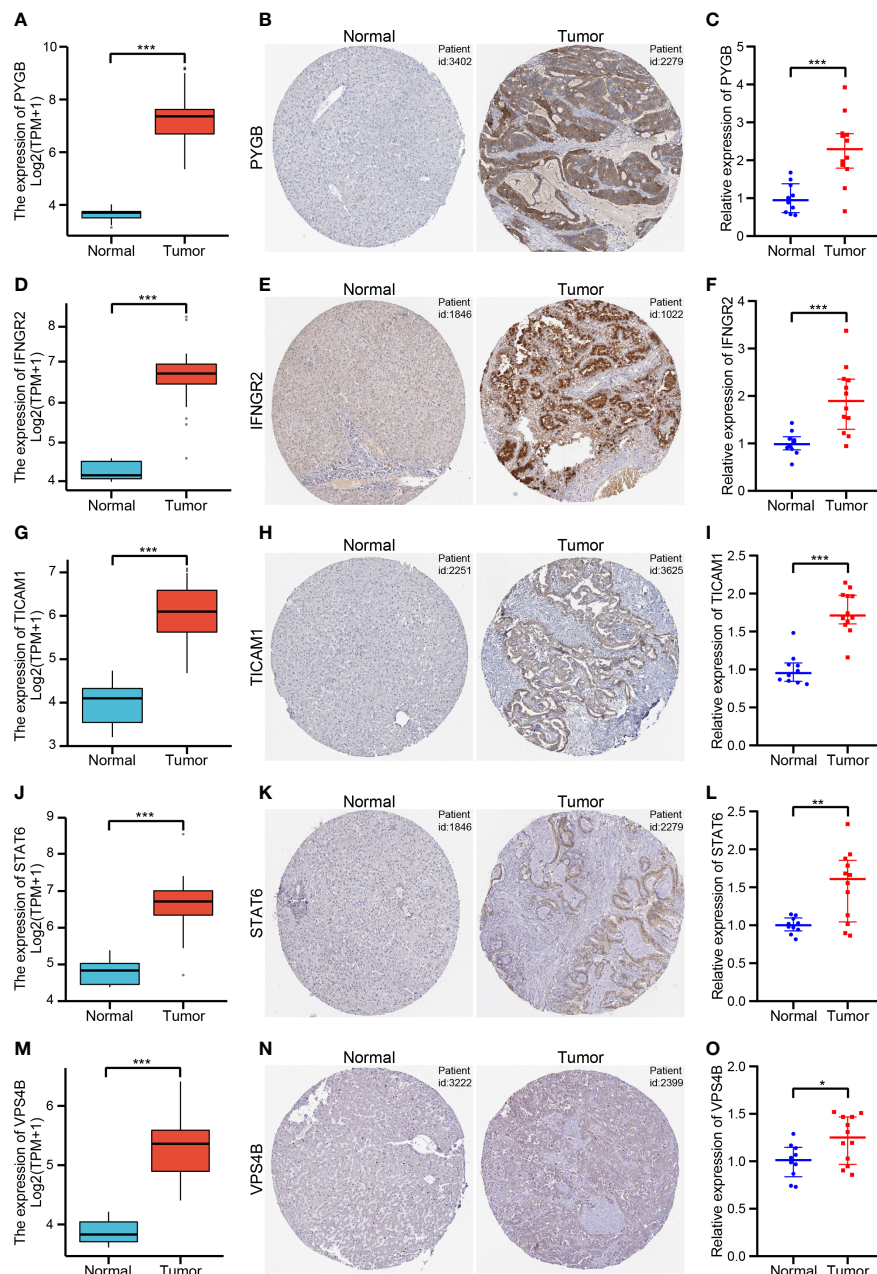 A
The expression of PYGB
Log2(TPM+1)
10
8
6
4
***
Normal
Tumor
B
Normal
Tumor
PYGB
Patient
id:3402
Patient
id:2279
C
Relative expression of PYGB
5
4
3
2
1
0
***
Normal
Tumor
D
The expression of IFNGR2
Log2(TPM+1)
8
7
6
5
4
***
Normal
Tumor
E
Normal
Tumor
IFNGR2
Patient
id:1846
Patient
id:1022
F
Relative expression of IFNGR2
4
3
2
1
0
***
Normal
Tumor
G
The expression of TICAM1
Log2(TPM+1)
7
6
5
4
3
***
Normal
Tumor
H
Normal
Tumor
TICAM1
Patient
id:2251
Patient
id:3625
I
Relative expression of TICAM1
2.5
2.0
1.5
1.0
0.5
0.0
***
Normal
Tumor
J
The expression of STAT6
Log2(TPM+1)
9
8
7
6
5
4
***
Normal
Tumor
K
Normal
Tumor
STAT6
Patient
id:1846
Patient
id:2279
L
Relative expression of STAT6
2.5
2.0
1.5
1.0
0.5
0.0
**
Normal
Tumor
M
The expression of VPS4B
Log2(TPM+1)
6
5
4
***
Normal
Tumor
N
Normal
Tumor
VPS4B
Patient
id:3222
Patient
id:2399
O
Relative expression of VPS4B
2.0
1.5
1.0
0.5
0.0
*
Normal
Tumor